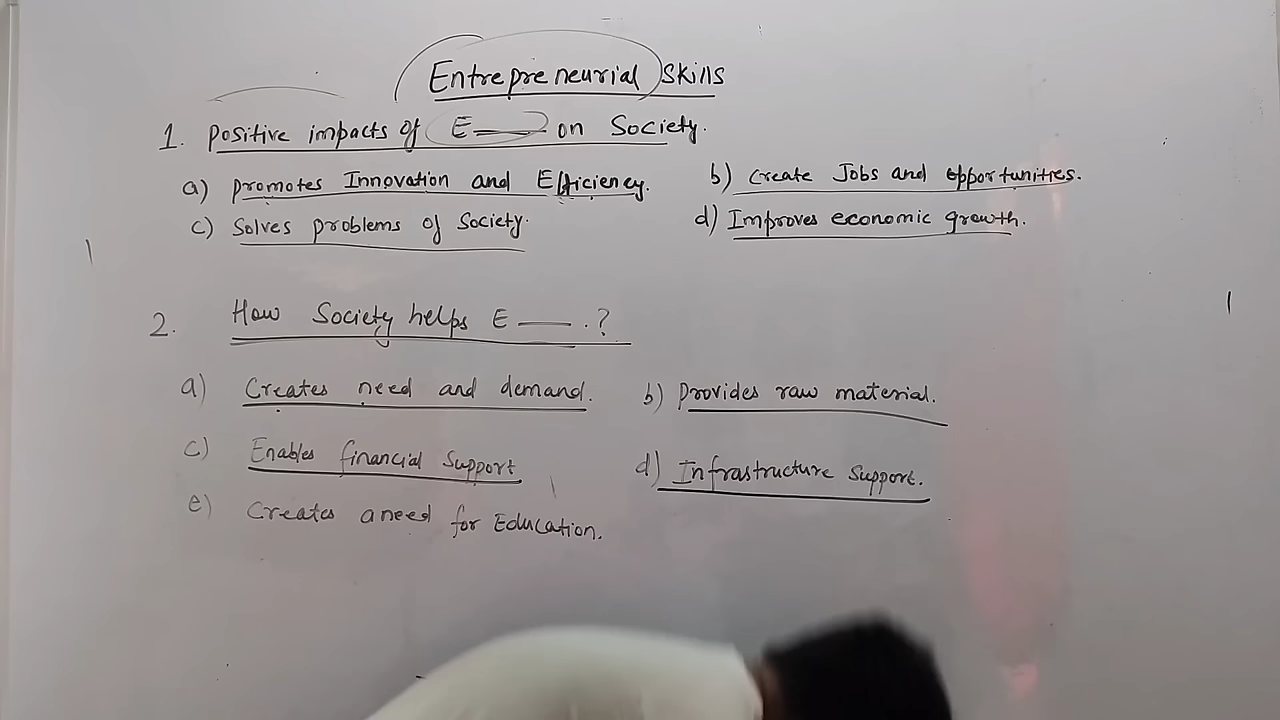 Entrepreneurial Skills
1. Positive impacts of E—— on Society.
a) Promotes Innovation and Efficiency. b) Create Jobs and opportunities.
c) Solves problems of Society. d) Improves economic growth.
2. How Society helps E——.?
a) Creates need and demand. b) Provides raw material.
c) Enables financial Support d) Infrastructure Support.
e) Creates a need for Education.